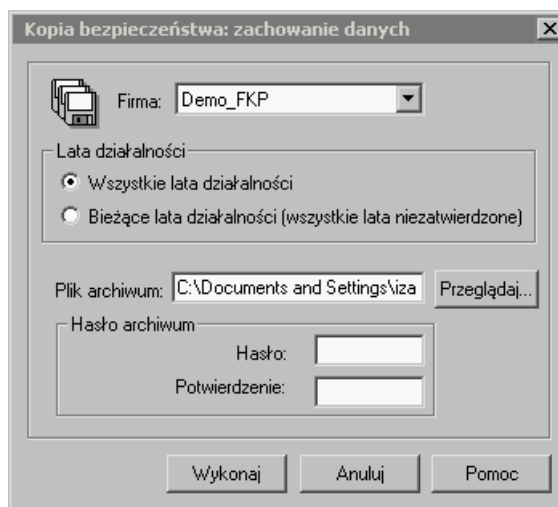 Kopia bezpieczeństwa: zachowanie danych
Firma: Demo_FKP
Lata działalności
Wszystkie lata działalności
Bieżące lata działalności (wszystkie lata niezatwierdzone)
Plik archiwum: C:\Documents and Settings\iza Przeglądaj...
Hasło archiwum
Hasło:
Potwierdzenie:
Wykonaj Anuluj Pomoc